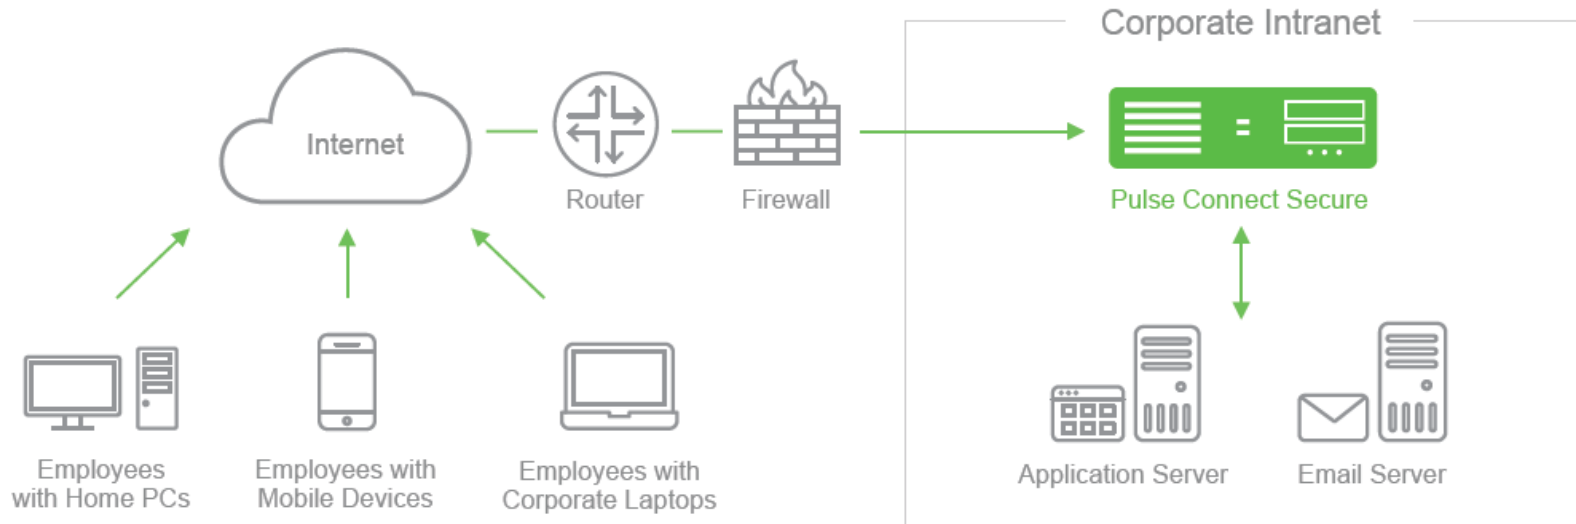 Corporate Intranet
Internet
Router
Firewall
Pulse Connect Secure
Employees
with Home PCs
Employees with
Mobile Devices
Employees with
Corporate Laptops
Application Server
Email Server